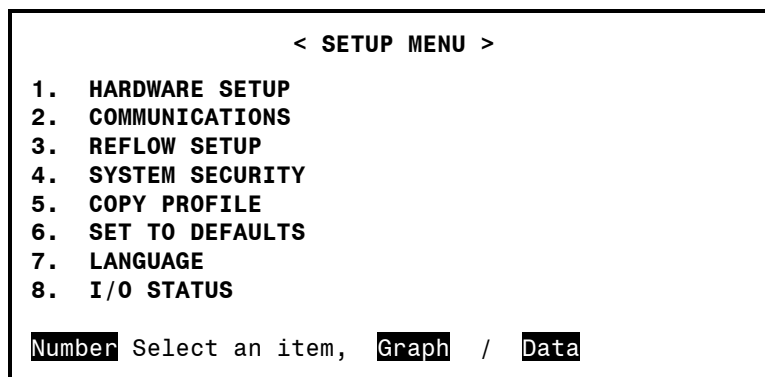 < SETUP MENU >
1. HARDWARE SETUP
2. COMMUNICATIONS
3. REFLOW SETUP
4. SYSTEM SECURITY
5. COPY PROFILE
6. SET TO DEFAULTS
7. LANGUAGE
8. I/O STATUS
Number Select an item, Graph / Data